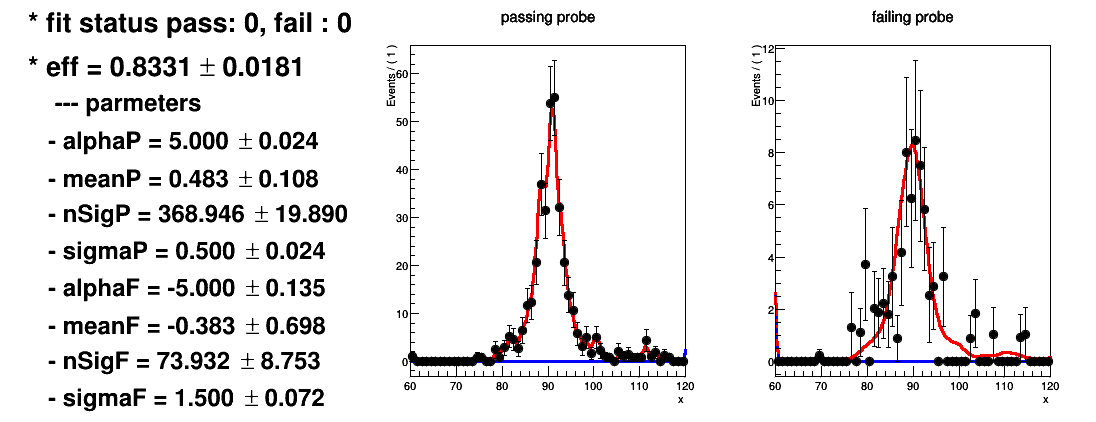 * fit status pass: 0, fail : 0
* eff = 0.8331 ± 0.0181
--- parmeters
- alphaP = 5.000 ± 0.024
- meanP = 0.483 ± 0.108
- nSigP = 368.946 ± 19.890
- sigmaP = 0.500 ± 0.024
- alphaF = -5.000 ± 0.135
- meanF = -0.383 ± 0.698
- nSigF = 73.932 ± 8.753
- sigmaF = 1.500 ± 0.072
passing probe
Events / ( 1 )
60
50
40
30
20
10
0
60 70 80 90 100 110 120
x
failing probe
Events / ( 1 )
12
10
8
6
4
2
0
60 70 80 90 100 110 120
x